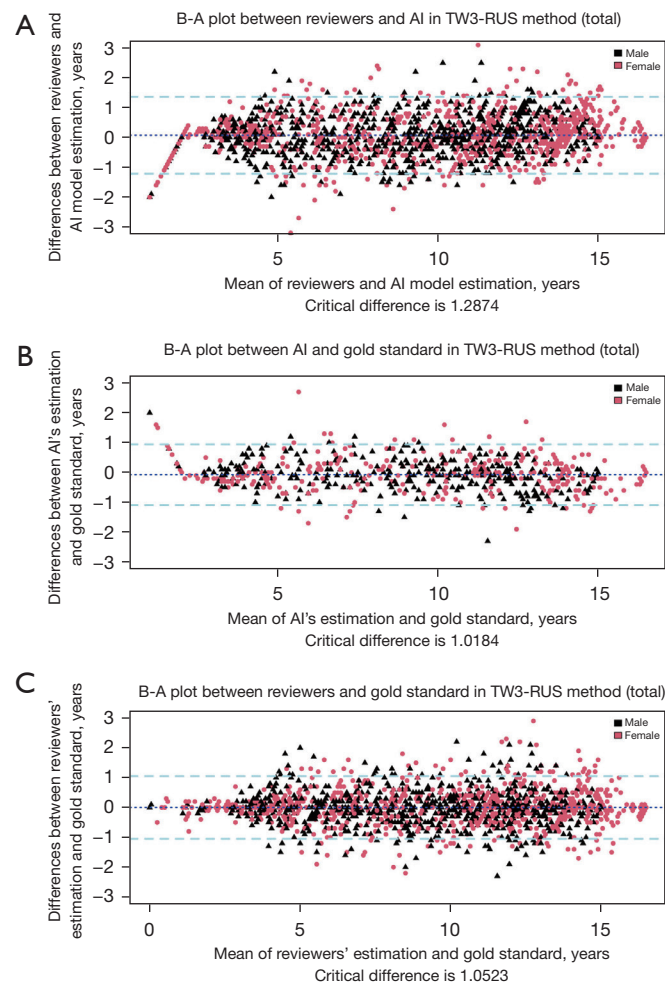 A
B-A plot between reviewers and AI in TW3-RUS method (total)
Differences between reviewers and
AI model estimation, years
3
2
1
0
−1
−2
−3
Male
Female
5
10
15
Mean of reviewers and AI model estimation, years
Critical difference is 1.2874
B
B-A plot between AI and gold standard in TW3-RUS method (total)
Differences between AI's estimation
and gold standard, years
3
2
1
0
−1
−2
−3
Male
Female
5
10
15
Mean of AI's estimation and gold standard, years
Critical difference is 1.0184
C
B-A plot between reviewers and gold standard in TW3-RUS method (total)
Differences between reviewers'
estimation and gold standard, years
3
2
1
0
−1
−2
−3
Male
Female
0
5
10
15
Mean of reviewers' estimation and gold standard, years
Critical difference is 1.0523